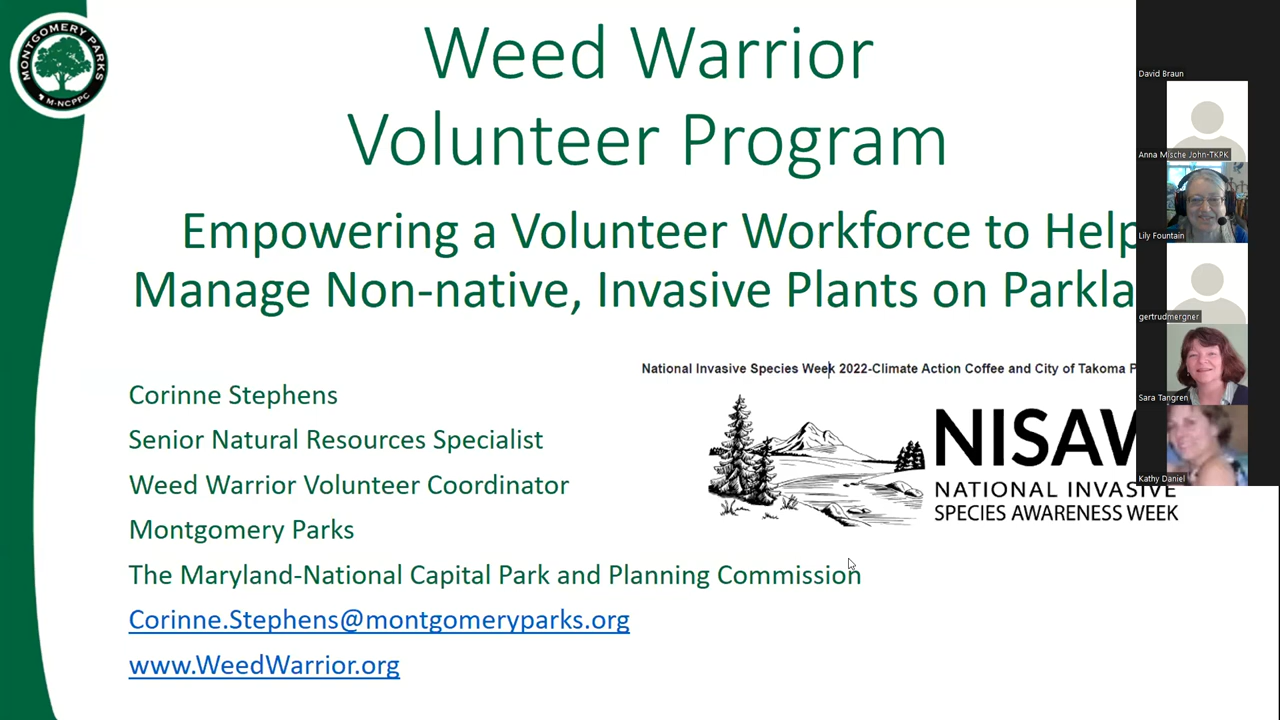 MONTGOMERY PARKS
M-NCPPC
Weed Warrior
Volunteer Program
Empowering a Volunteer Workforce to Help
Manage Non-native, Invasive Plants on Parkla
National Invasive Species Week 2022-Climate Action Coffee and City of Takoma P
Corinne Stephens
Senior Natural Resources Specialist
Weed Warrior Volunteer Coordinator
Montgomery Parks
The Maryland-National Capital Park and Planning Commission
Corinne.Stephens@montgomeryparks.org
www.WeedWarrior.org
NISAW
NATIONAL INVASIVE
SPECIES AWARENESS WEEK
David Braun
Anna Mische John-TKPK
Lily Fountain
gertrudmergner
Sara Tangren
Kathy Daniel